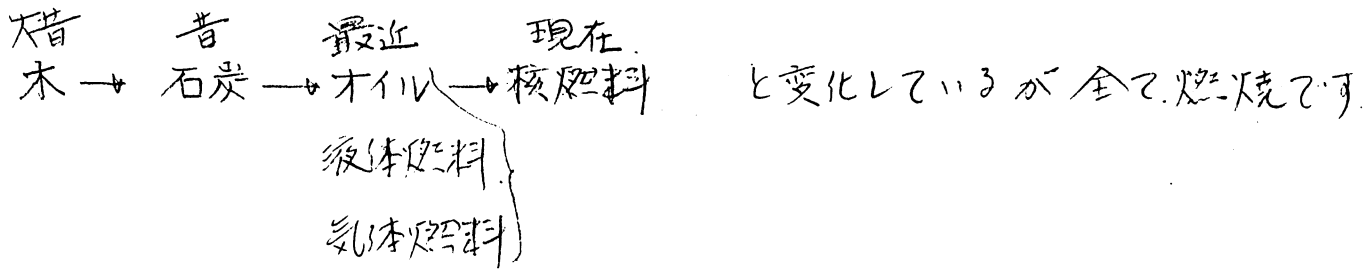 大昔 昔 最近 現在.
木 → 石炭 → オイル → 核燃料 と変化しているが全て.燃焼です.
液体燃料
気体燃料